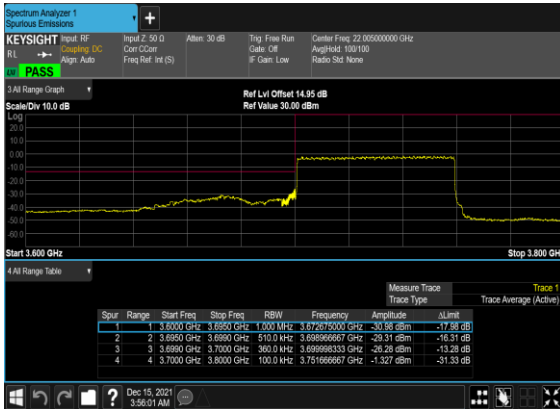 Spectrum Analyzer 1
Spurious Emissions
+
KEYSIGHT Input: RF Input Z: 50 Ω Atten: 30 dB Trig: Free Run Center Freq: 22.005000000 GHz
RL Coupling: DC Corr CCorr Gate: Off Avg|Hold: 100/100
Align: Auto Freq Ref: Int (S) IF Gain: Low Radio Std: None
PASS
3 All Range Graph Ref Lvl Offset 14.95 dB
Scale/Div 10.0 dB Ref Value 30.00 dBm
Log
20.0
10.0
0.00
-10.0
-20.0
-30.0
-40.0
-50.0
-60.0
Start 3.600 GHz Stop 3.800 GH
4 All Range Table
Measure Trace Trace 1
Trace Type Trace Average (Active)
Spur Range Start Freq Stop Freq RBW Frequency Amplitude ΔLimit
1 1 3.6000 GHz 3.6950 GHz 1.000 MHz 3.672675000 GHz -30.98 dBm -17.98 dB
2 2 3.6950 GHz 3.6990 GHz 510.0 kHz 3.698966667 GHz -29.31 dBm -16.31 dB
3 3 3.6990 GHz 3.7000 GHz 360.0 kHz 3.699998333 GHz -26.28 dBm -13.28 dB
4 4 3.7000 GHz 3.8000 GHz 100.0 kHz 3.751666667 GHz -1.327 dBm -31.33 dB
? Dec 15, 2021
3:56:01 AM